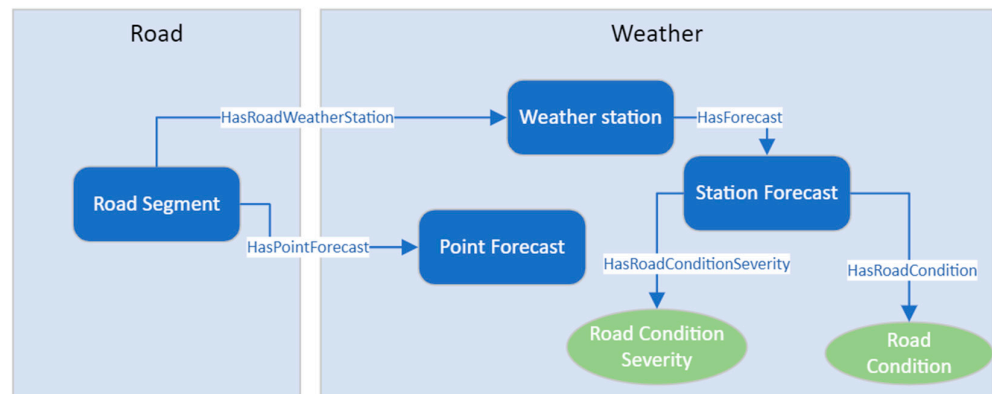 Road
Weather
HasRoadWeatherStation
Weather station
HasForecast
Road Segment
Station Forecast
HasPointForecast
Point Forecast
HasRoadConditionSeverity
HasRoadCondition
Road Condition
Severity
Road
Condition